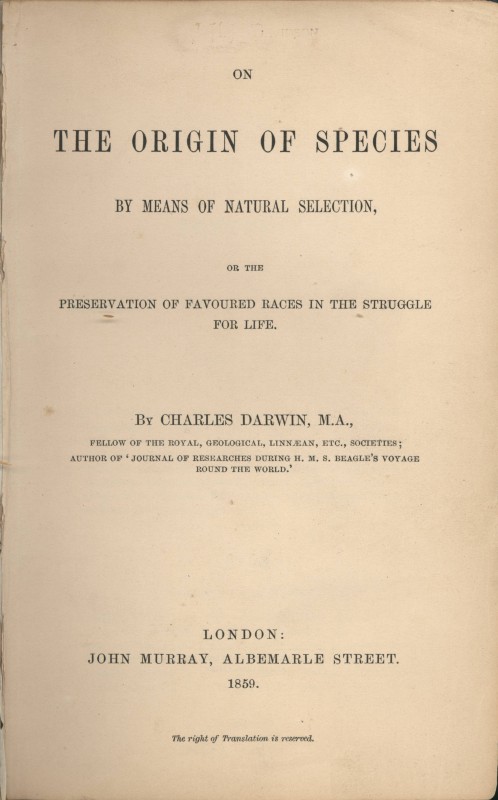 ON
THE ORIGIN OF SPECIES
BY MEANS OF NATURAL SELECTION,
OR THE
PRESERVATION OF FAVOURED RACES IN THE STRUGGLE
FOR LIFE.
By CHARLES DARWIN, M.A.,
FELLOW OF THE ROYAL, GEOLOGICAL, LINNÆAN, ETC., SOCIETIES;
AUTHOR OF ‘JOURNAL OF RESEARCHES DURING H. M. S. BEAGLE’S VOYAGE
ROUND THE WORLD.’
LONDON:
JOHN MURRAY, ALBEMARLE STREET.
1859.
The right of Translation is reserved.